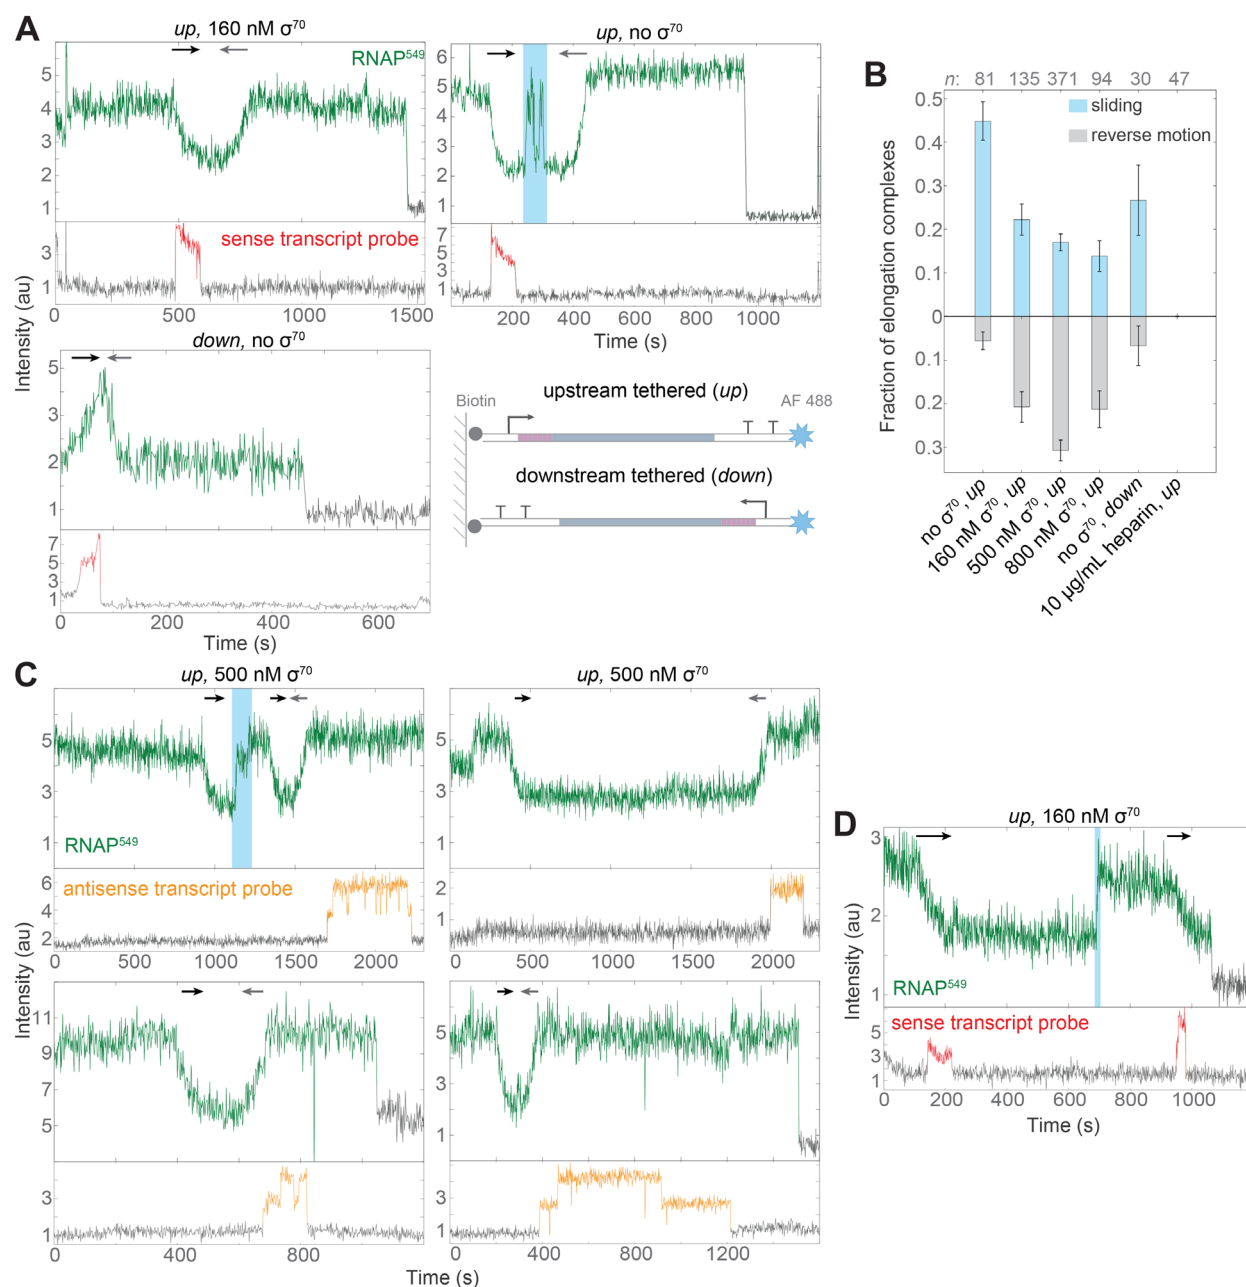 A
up, 160 nM σ70
RNAP549
5
4
3
2
1
sense transcript probe
3
1
500
1000
1500
up, no σ70
6
5
4
3
2
1
7
5
3
1
200
400
600
800
1000
Time (s)
Intensity (au)
down, no σ70
5
2
1
7
5
3
1
0
200
400
600
Time (s)
upstream tethered (up)
Biotin
AF 488
downstream tethered (down)
B
n: 81 135 371 94 30 47
sliding
reverse motion
0.5
0.4
0.3
0.2
0.1
0
0.1
0.2
0.3
Fraction of elongation complexes
no σ70, up
160 nM σ70, up
500 nM σ70, up
800 nM σ70, up
no σ70, down
10 µg/mL heparin, up
C
up, 500 nM σ70
RNAP549
5
3
1
antisense transcript probe
6
4
2
0
500
1000
1500
2000
up, 500 nM σ70
5
3
1
2
1
0
500
1000
1500
2000
Intensity (au)
11
9
7
5
3
1
0
400
800
5
3
1
3
1
0
400
800
1200
Time (s)
D
up, 160 nM σ70
RNAP549
3
2
1
Intensity (au)
sense transcript probe
5
3
1
0
200
400
600
800
1000
Time (s)